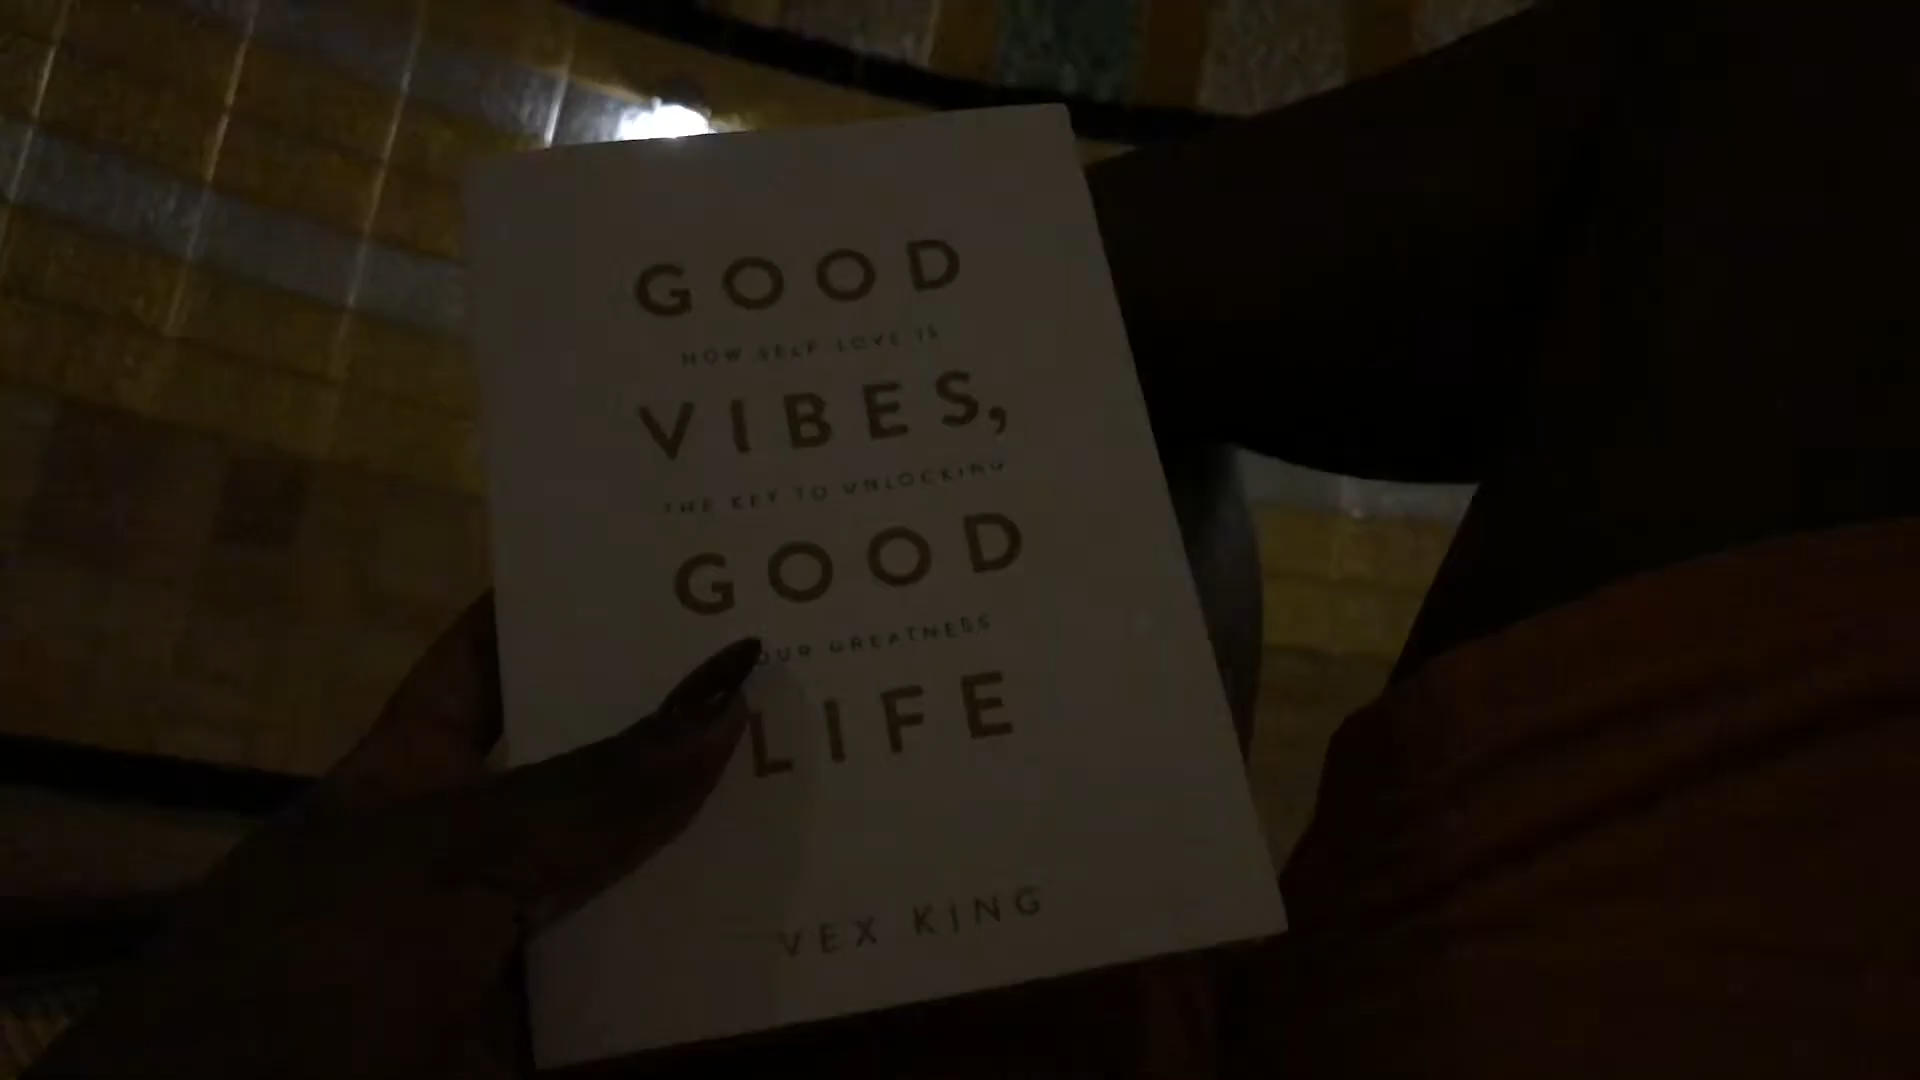 GOOD
HOW SELF LOVE IS
VIBES,
THE KEY TO UNLOCKING
GOOD
OUR GREATNESS
LIFE
VEX KING